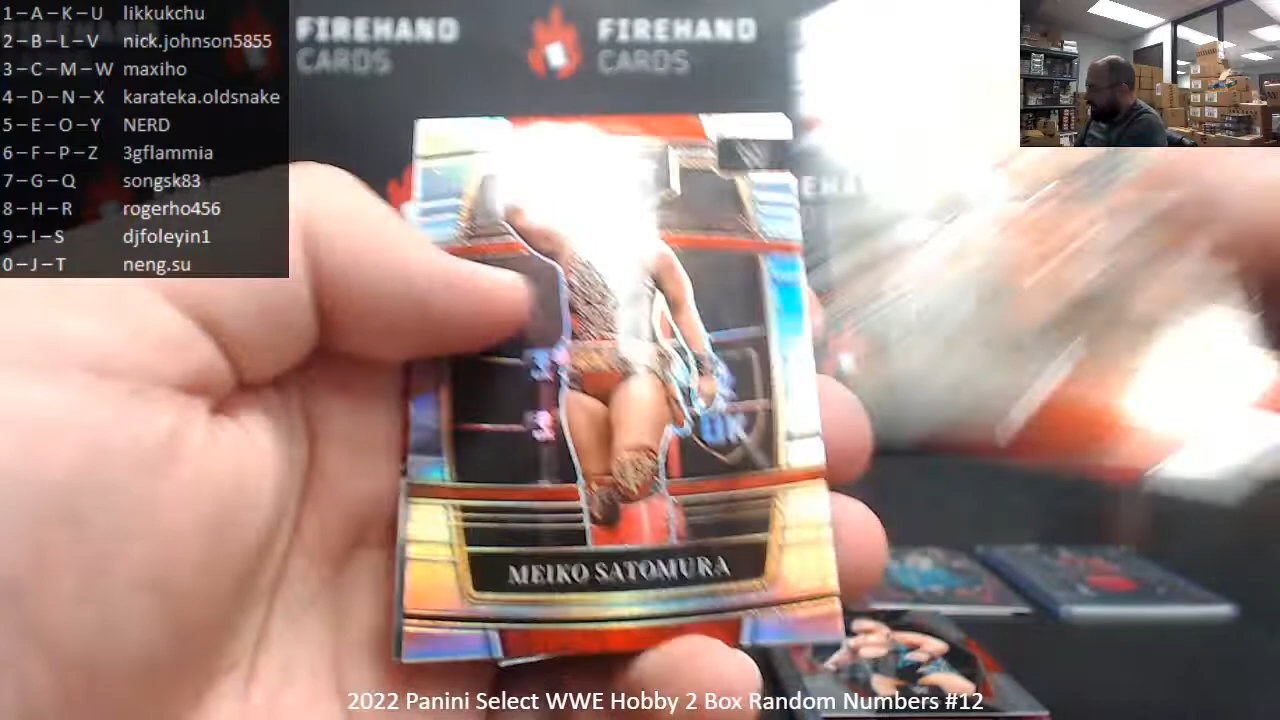 1-A-K-U likkukchu
2-B-L-V nick.johnson5855
3-C-M-W maxiho
4-D-N-X karateka.oldsnake
5-E-O-Y NERD
6-F-P-Z 3gflammia
7-G-Q songsk83
8-H-R rogerho456
9-I-S djfoleyin1
0-J-T neng.su
FIREHAND CARDS
FIREHAND CARDS
UK
MEIKO SATOMURA
2022 Panini Select WWE Hobby 2 Box Random Numbers #12